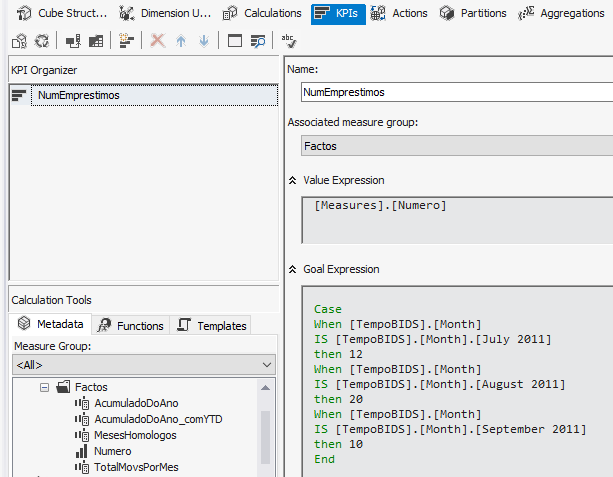 Cube Struct...
Dimension U...
Calculations
KPIs
Actions
Partitions
Aggregations
abc
KPI Organizer
NumEmprestimos
Name:
NumEmprestimos
Associated measure group:
Factos
Value Expression
[Measures].[Numero]
Goal Expression
Case
When [TempoBIDS].[Month]
IS [TempoBIDS].[Month].[July 2011]
then 12
When [TempoBIDS].[Month]
IS [TempoBIDS].[Month].[August 2011]
then 20
When [TempoBIDS].[Month]
IS [TempoBIDS].[Month].[September 2011]
then 10
End
Calculation Tools
Metadata
Functions
Templates
Measure Group:
<All>
Factos
AcumuladoDoAno
AcumuladoDoAno_comYTD
MesesHomologos
Numero
TotalMovsPorMes